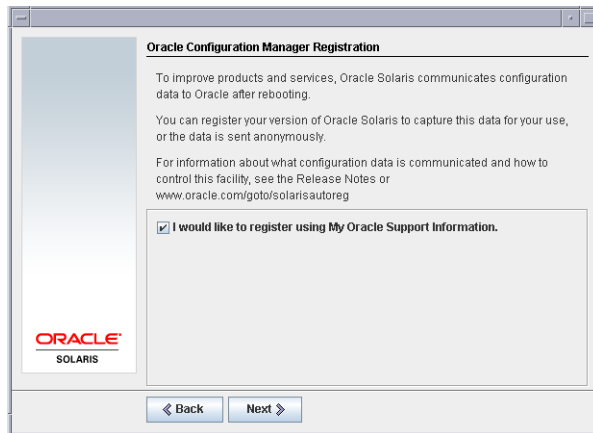 Oracle Configuration Manager Registration
To improve products and services, Oracle Solaris communicates configuration
data to Oracle after rebooting.
You can register your version of Oracle Solaris to capture this data for your use,
or the data is sent anonymously.
For information about what configuration data is communicated and how to
control this facility, see the Release Notes or
www.oracle.com/goto/solarisautoreg
I would like to register using My Oracle Support Information.
ORACLE
SOLARIS
Back
Next